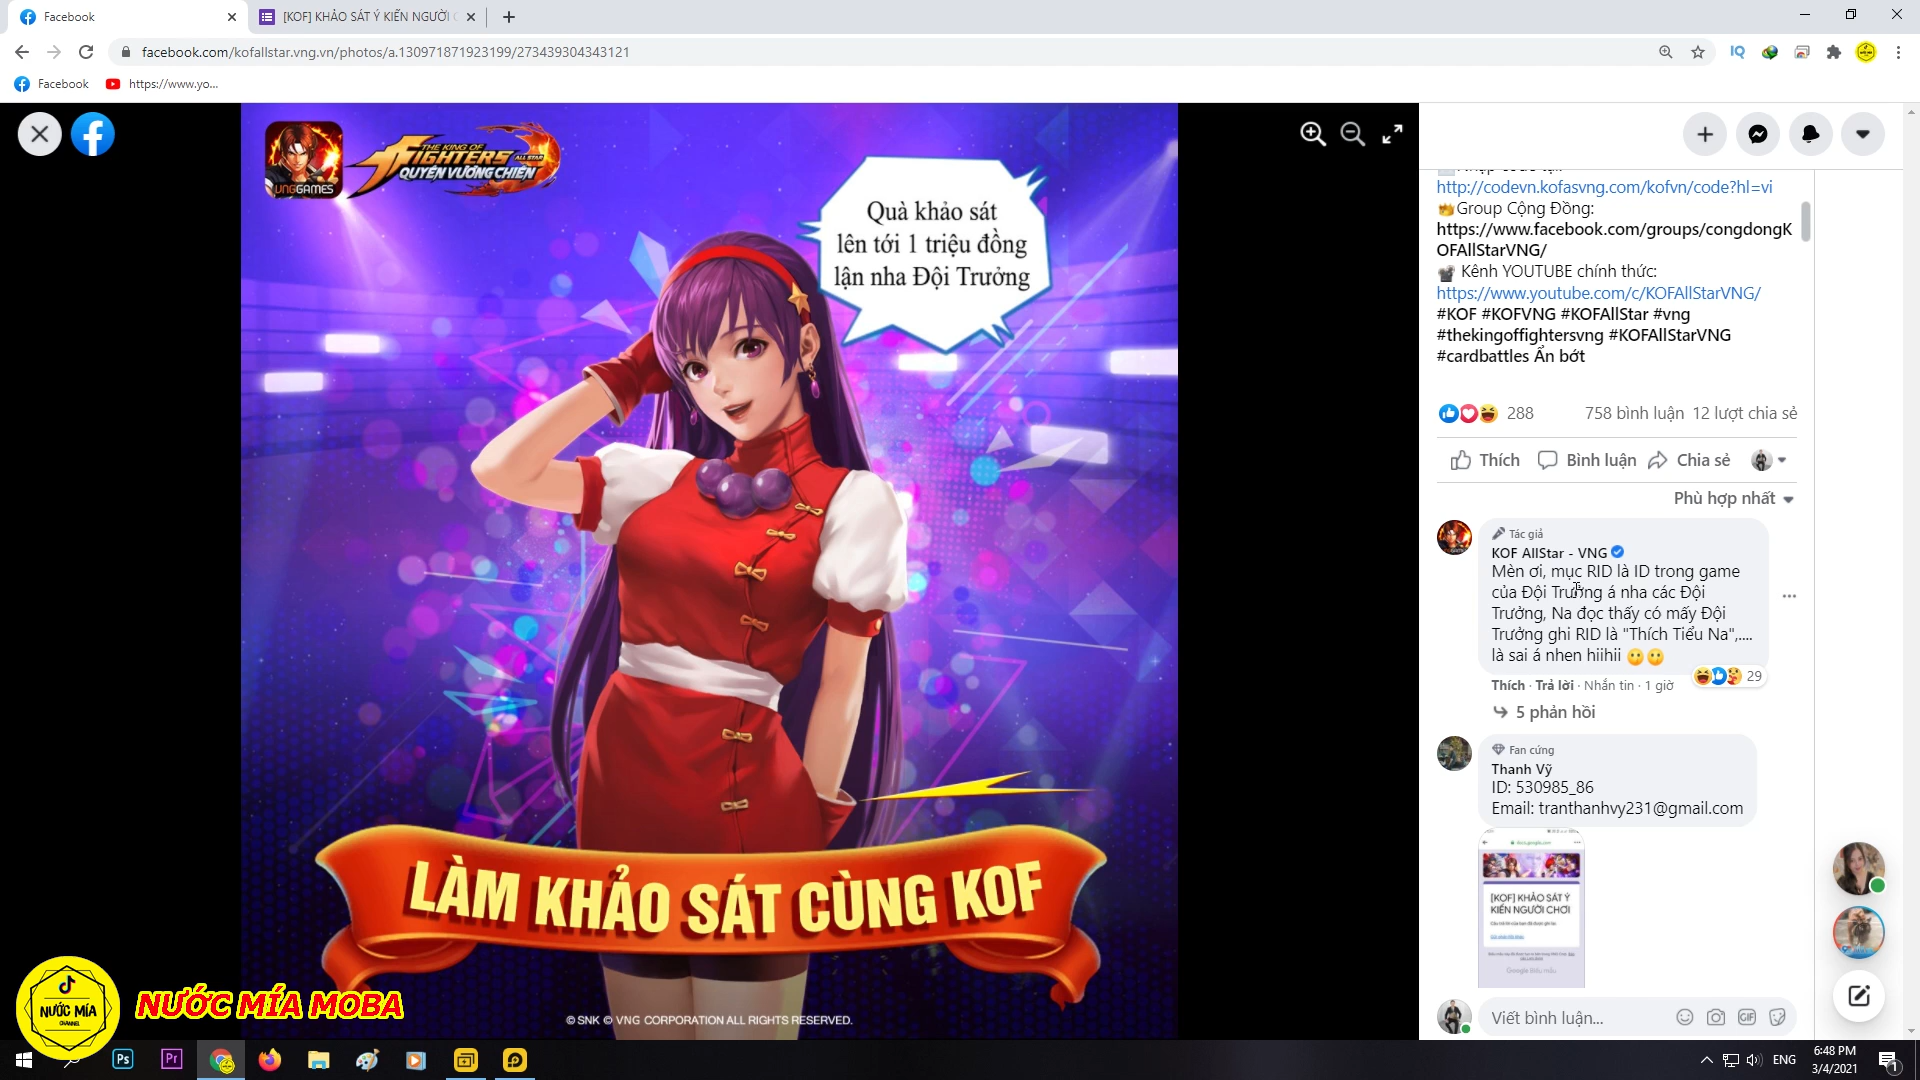 Facebook
[KOF] KHẢO SÁT Ý KIẾN NGƯỜI C
facebook.com/kofallstar.vng.vn/photos/a.130971871923199/273439304343121
Facebook
https://www.yo...
VNGGAMES
THE KING OF
FIGHTERS ALL STAR
QUYỀN VƯƠNG CHIẾN
Quà khảo sát
lên tới 1 triệu đồng
lận nha Đội Trưởng
LÀM KHẢO SÁT CÙNG KOF
© SNK © VNG CORPORATION ALL RIGHTS RESERVED.
NƯỚC MÍA
CHANNEL
NƯỚC MÍA MOBA
http://codevn.kofasvng.com/kofvn/code?hl=vi
Group Cộng Đồng:
https://www.facebook.com/groups/congdongK
OFAllStarVNG/
Kênh YOUTUBE chính thức:
https://www.youtube.com/c/KOFAllStarVNG/
#KOF #KOFVNG #KOFAllStar #vng
#thekingoffightersvng #KOFAllStarVNG
#cardbattles Ẩn bớt
288 758 bình luận 12 lượt chia sẻ
Thích Bình luận Chia sẻ
Phù hợp nhất
Tác giả
KOF AllStar - VNG
Mèn ơi, mục RID là ID trong game
của Đội Trưởng á nha các Đội
Trưởng, Na đọc thấy có mấy Đội
Trưởng ghi RID là "Thích Tiểu Na",....
là sai á nhen hiihii
29
Thích · Trả lời · Nhắn tin · 1 giờ
5 phản hồi
Fan cứng
Thanh Vỹ
ID: 530985_86
Email: tranthanhvy231@gmail.com
[KOF] KHẢO SÁT Ý
KIẾN NGƯỜI CHƠI
Google Biểu mẫu
Viết bình luận...
GIF
Ps
Pr
ENG
6:48 PM
3/4/2021
1